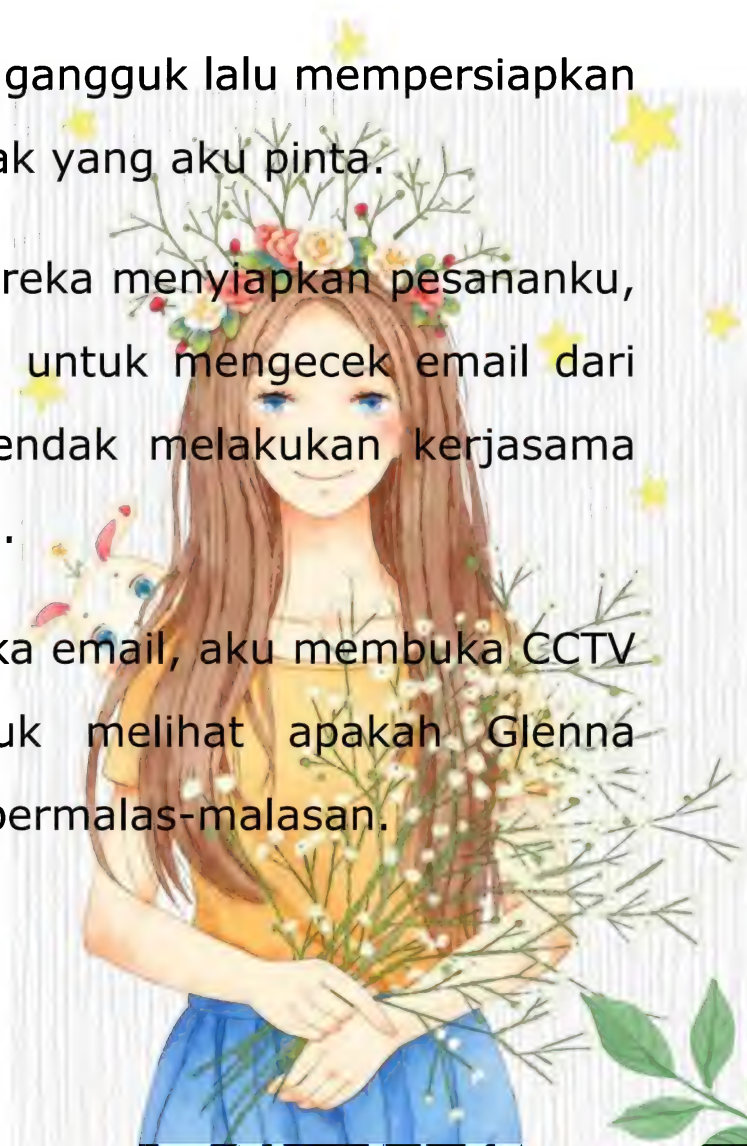 gangguk lalu mempersiapkan
ak yang aku pinta.
reka menyiapkan pesananku,
untuk mengecek email dari
endak melakukan kerjasama
.
ka email, aku membuka CCTV
uk melihat apakah Glenna
bermalas-malasan.